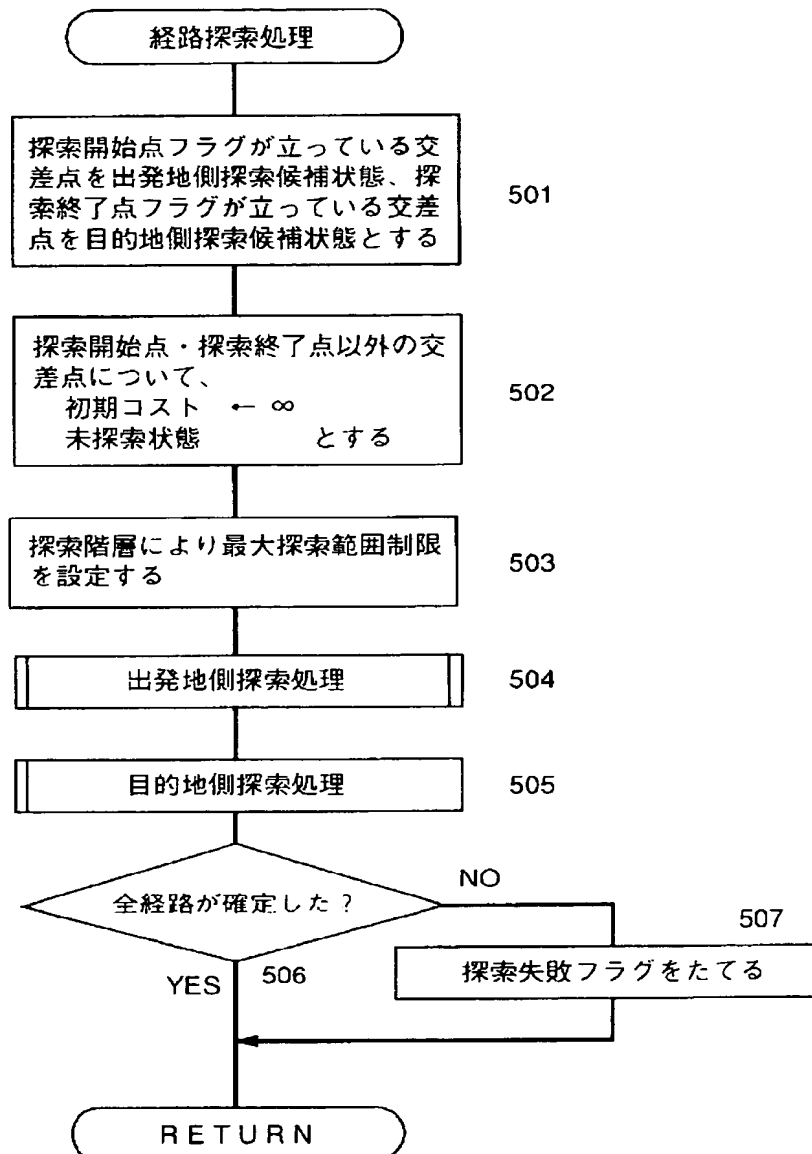 経路探索処理
探索開始点フラグが立っている交
差点を出発地側探索候補状態、探
索終了点フラグが立っている交差
点を目的地側探索候補状態とする
501
探索開始点・探索終了点以外の交
差点について、
初期コスト ← ∞
未探索状態 とする
502
探索階層により最大探索範囲制限
を設定する
503
出発地側探索処理
504
目的地側探索処理
505
全経路が確定した?
NO
507
探索失敗フラグをたてる
YES
506
RETURN